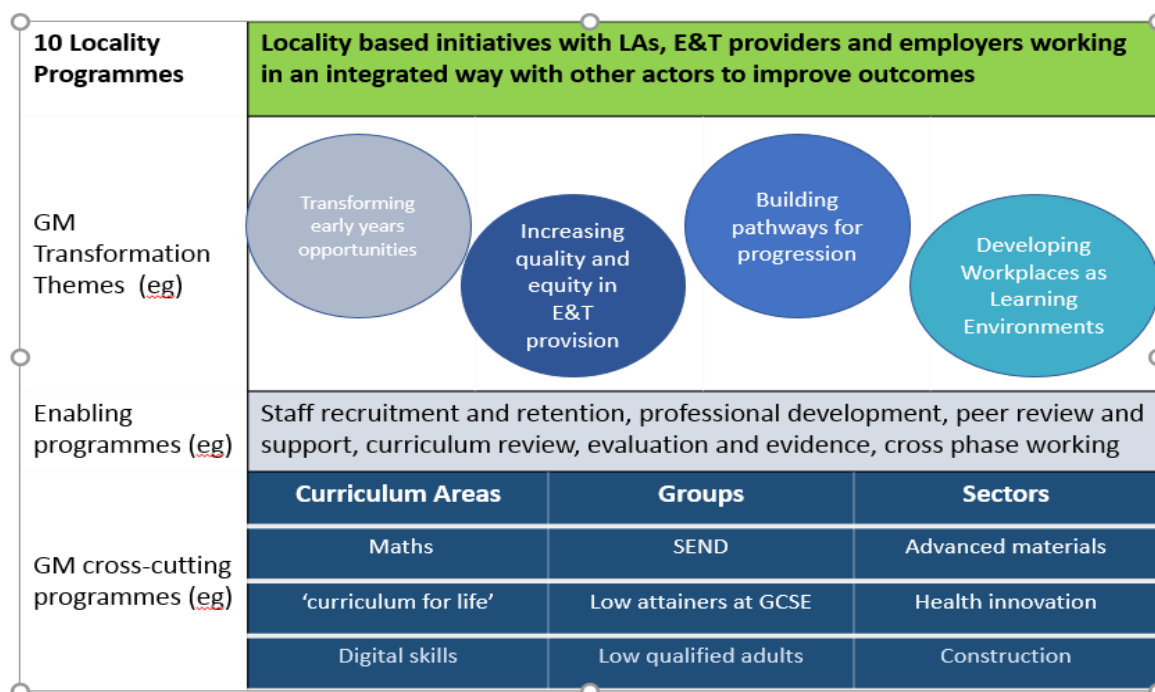 10 Locality
Programmes
Locality based initiatives with LAs, E&T providers and employers working
in an integrated way with other actors to improve outcomes
GM
Transformation
Themes (eg)
Transforming
early years
opportunities
Increasing
quality and
equity in
E&T
provision
Building
pathways for
progression
Developing
Workplaces as
Learning
Environments
Enabling
programmes (eg)
Staff recruitment and retention, professional development, peer review and
support, curriculum review, evaluation and evidence, cross phase working
GM cross-cutting
programmes (eg)
Curriculum Areas Groups Sectors
Maths SEND Advanced materials
‘curriculum for life’ Low attainers at GCSE Health innovation
Digital skills Low qualified adults Construction